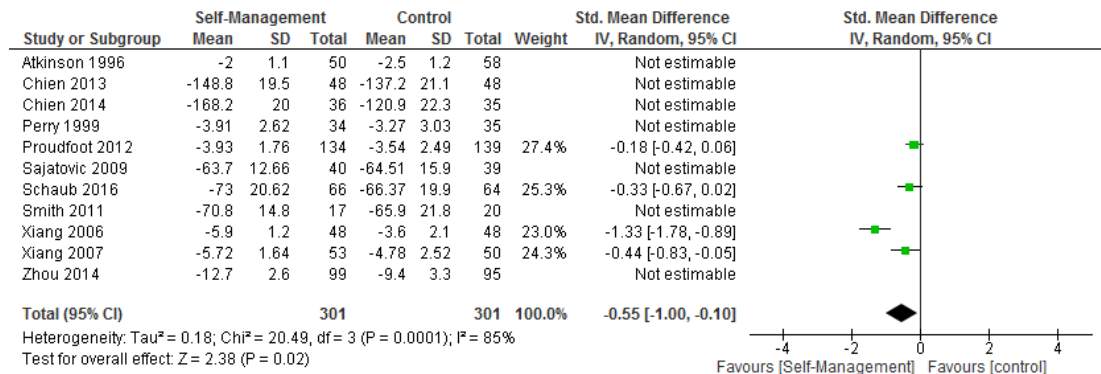 Self-Management Control Std. Mean Difference Std. Mean Difference
Study or Subgroup Mean SD Total Mean SD Total Weight IV, Random, 95% CI IV, Random, 95% CI
Atkinson 1996 -2 1.1 50 -2.5 1.2 58 Not estimable
Chien 2013 -148.8 19.5 48 -137.2 21.1 48 Not estimable
Chien 2014 -168.2 20 36 -120.9 22.3 35 Not estimable
Perry 1999 -3.91 2.62 34 -3.27 3.03 35 Not estimable
Proudfoot 2012 -3.93 1.76 134 -3.54 2.49 139 27.4% -0.18 [-0.42, 0.06]
Sajatovic 2009 -63.7 12.66 40 -64.51 15.9 39 Not estimable
Schaub 2016 -73 20.62 66 -66.37 19.9 64 25.3% -0.33 [-0.67, 0.02]
Smith 2011 -70.8 14.8 17 -65.9 21.8 20 Not estimable
Xiang 2006 -5.9 1.2 48 -3.6 2.1 48 23.0% -1.33 [-1.78, -0.89]
Xiang 2007 -5.72 1.64 53 -4.78 2.52 50 24.3% -0.44 [-0.83, -0.05]
Zhou 2014 -12.7 2.6 99 -9.4 3.3 95 Not estimable
Total (95% CI) 301 301 100.0% -0.55 [-1.00, -0.10]
Heterogeneity: Tau² = 0.18; Chi² = 20.49, df = 3 (P = 0.0001); I² = 85%
Test for overall effect: Z = 2.38 (P = 0.02)
-4 -2 0 2 4
Favours [Self-Management] Favours [control]